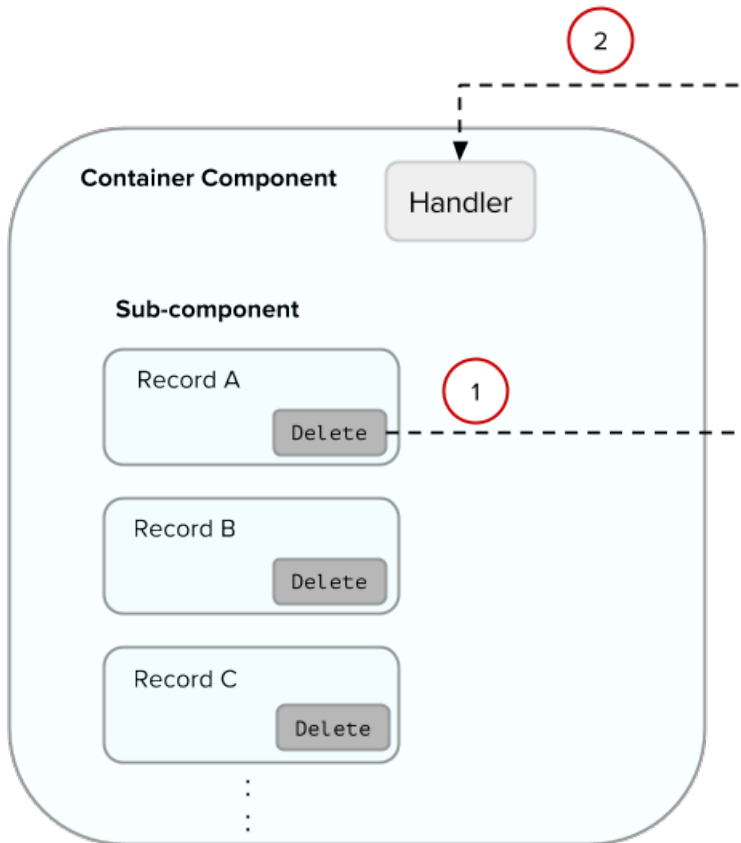 2
Container Component
Handler
Sub-component
Record A
1
Delete
Record B
Delete
Record C
Delete